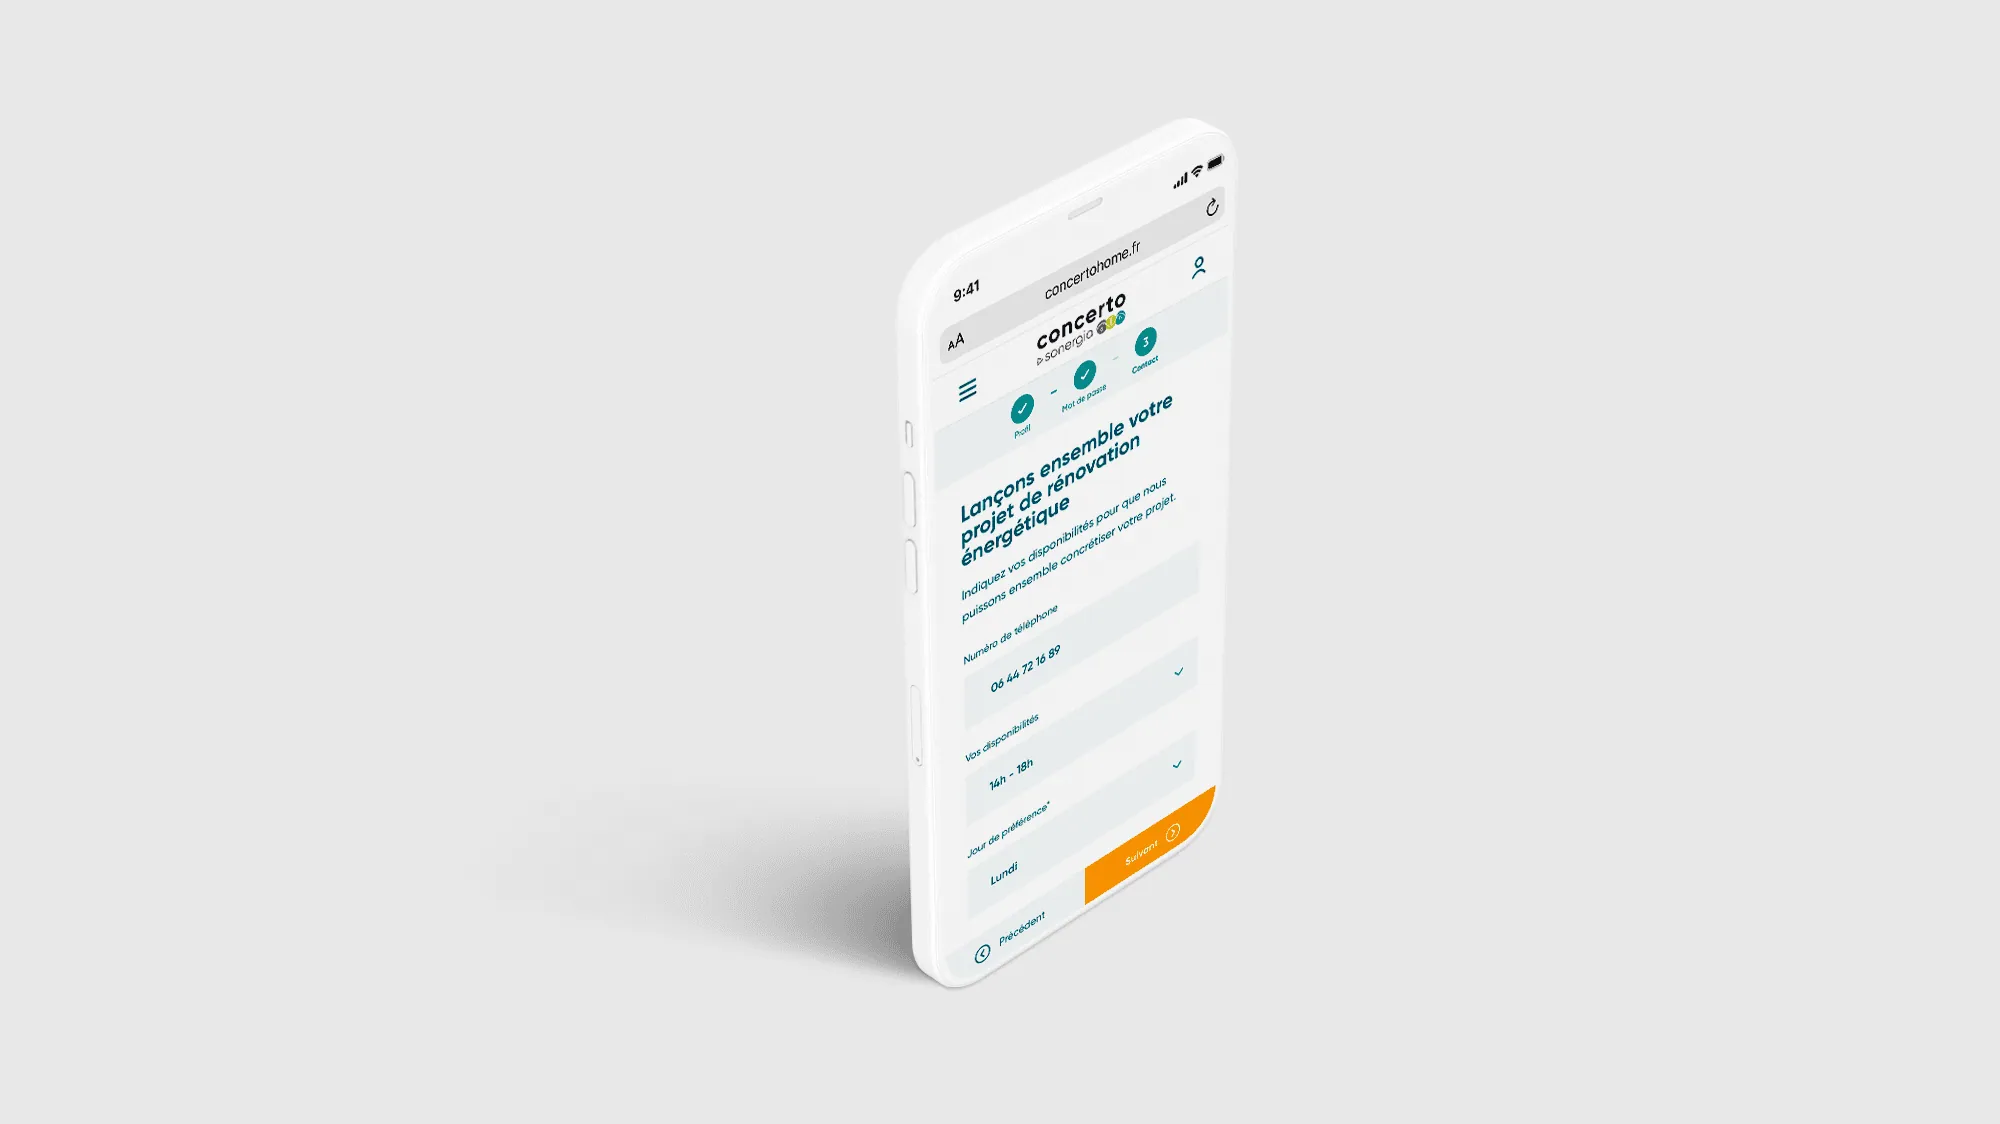 9:41
AA
concertohome.fr
concerto
sonergia
Profil
Mot de passe
3
Contact
Lançons ensemble votre
projet de rénovation
énergétique
Indiquez vos disponibilités pour que nous
puissons ensemble concrétiser votre projet.
Numéro de téléphone
06 44 72 16 89
Vos disponibilités
14h - 18h
Jour de préférence*
Lundi
Précédent
Suivant